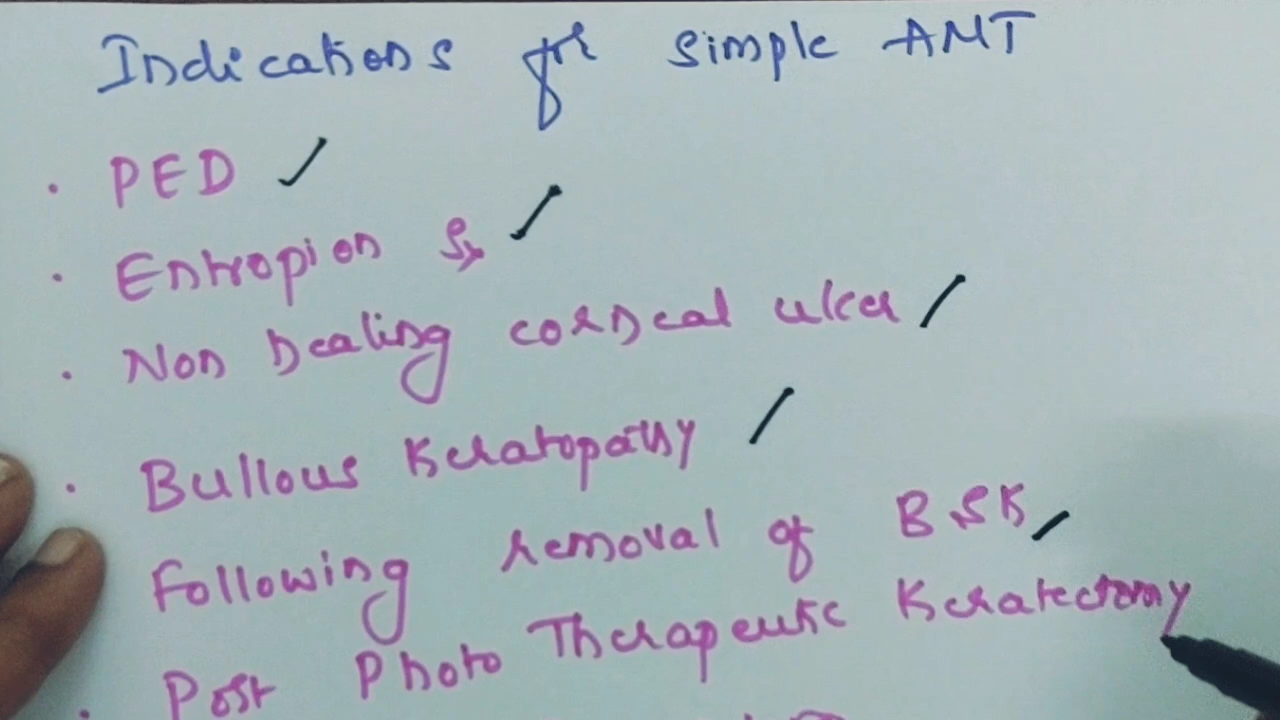 Indications for simple AMT
· PED ✓
· Entropion Sx ✓
· Non healing corneal ulcer
· Bullous Keratopathy
Following removal of BSK
· Post Photo Therapeutic Keratectomy